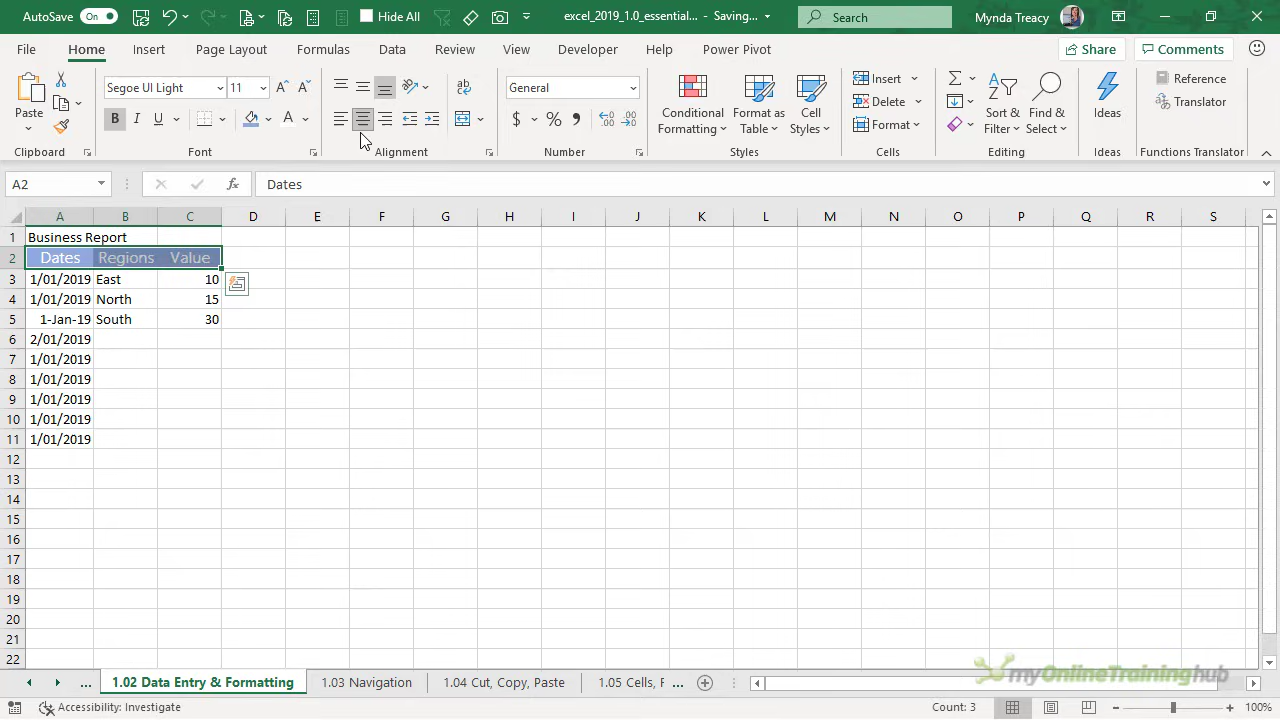 AutoSave On Hide All excel_2019_1.0_essential... - Saving... Search Mynda Treacy
File Home Insert Page Layout Formulas Data Review View Developer Help Power Pivot Share Comments
Paste
Clipboard
Segoe UI Light 11
B I U A
Font
Alignment
General
$ % ,
Number
Conditional Formatting
Format as Table
Cell Styles
Styles
Insert
Delete
Format
Cells
Sort & Filter
Find & Select
Editing
Ideas
Ideas
Reference
Translator
Functions Translator
A2 fx Dates
A B C D E F G H I J K L M N O P Q R S
1 Business Report
2 Dates Regions Value
3 1/01/2019 East 10
4 1/01/2019 North 15
5 1-Jan-19 South 30
6 2/01/2019
7 1/01/2019
8 1/01/2019
9 1/01/2019
10 1/01/2019
11 1/01/2019
12
13
14
15
16
17
18
19
20
21
22
... 1.02 Data Entry & Formatting 1.03 Navigation 1.04 Cut, Copy, Paste 1.05 Cells, F ...
myOnlineTraininghub
Accessibility: Investigate Count: 3 100%